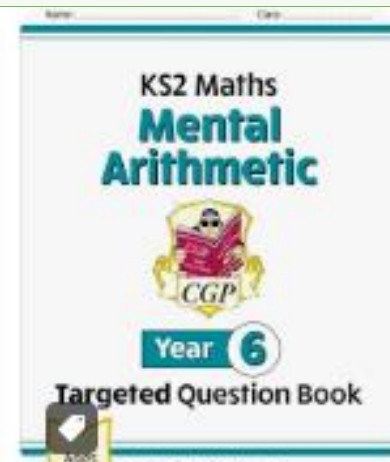 Name: Class:
KS2 Maths
Mental
Arithmetic
CGP
Year 6
Targeted Question Book